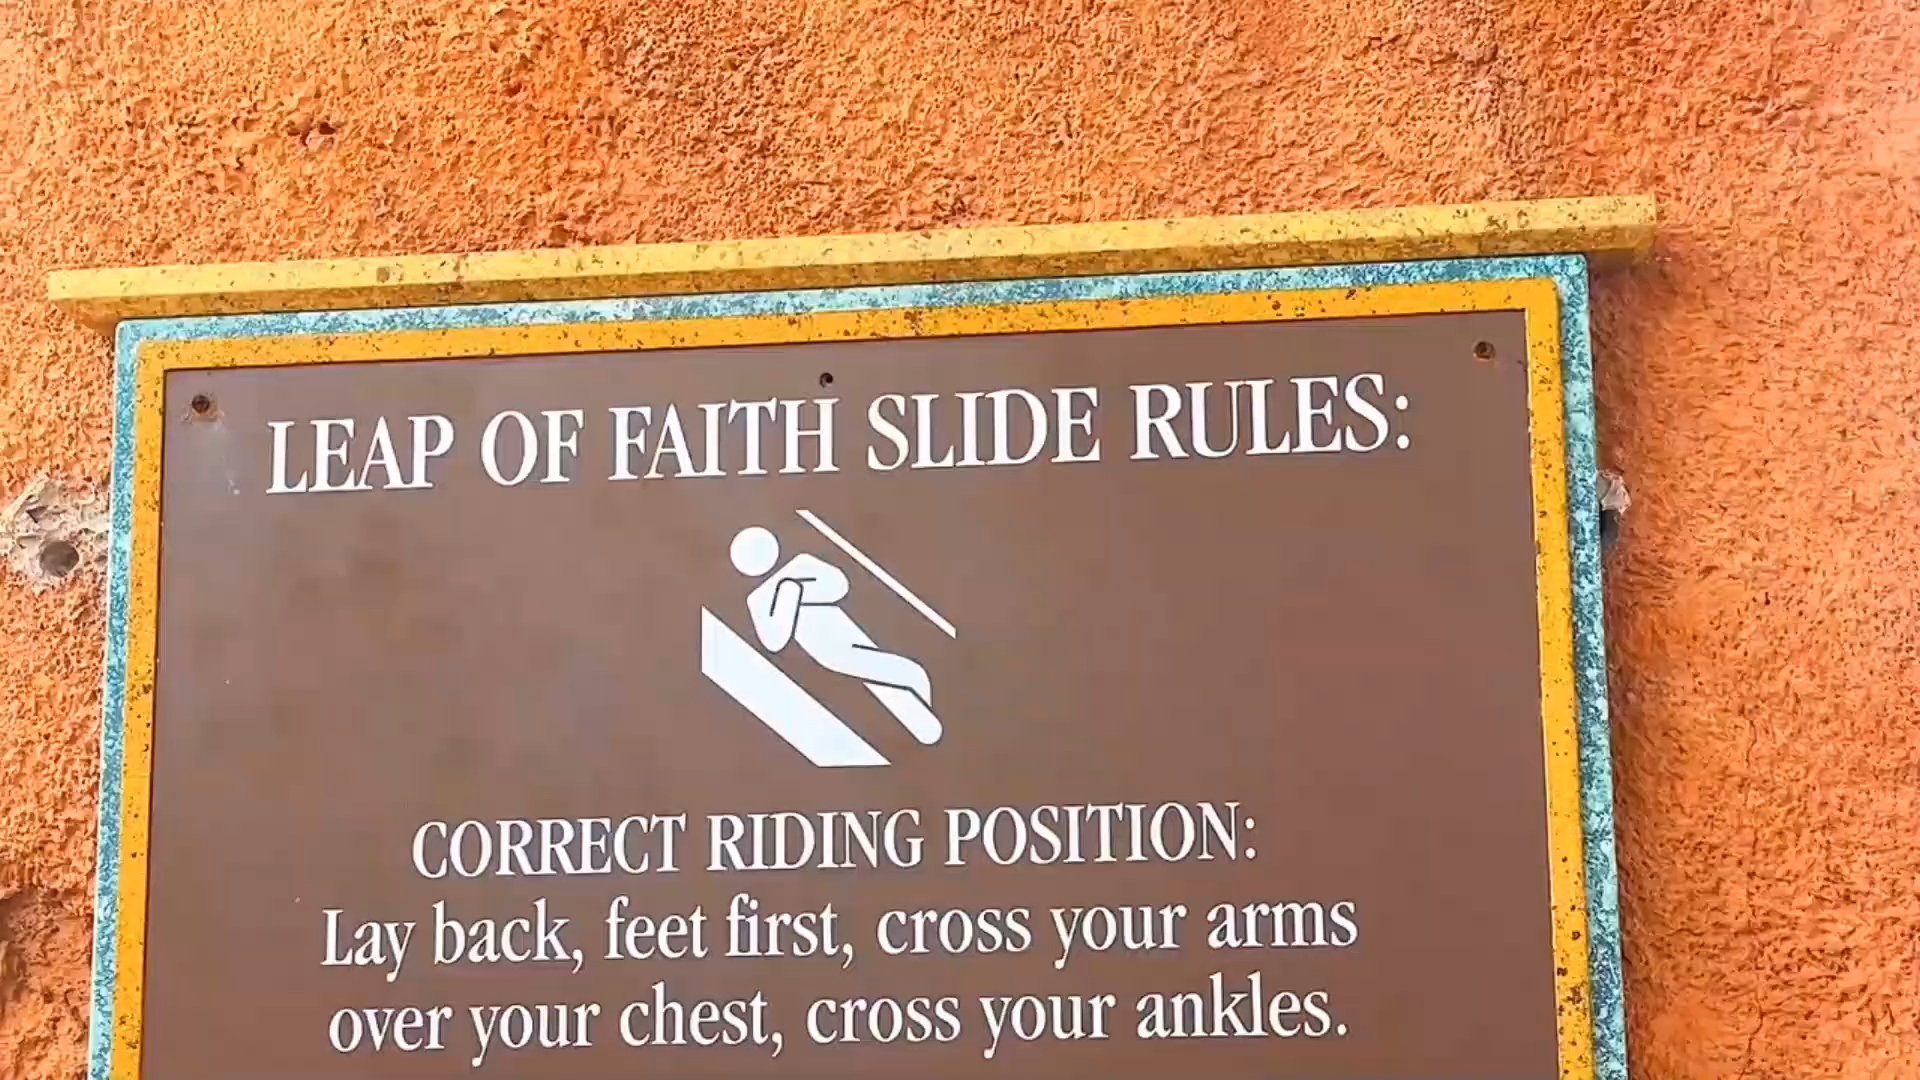 LEAP OF FAITH SLIDE RULES:
CORRECT RIDING POSITION:
Lay back, feet first, cross your arms
over your chest, cross your ankles.